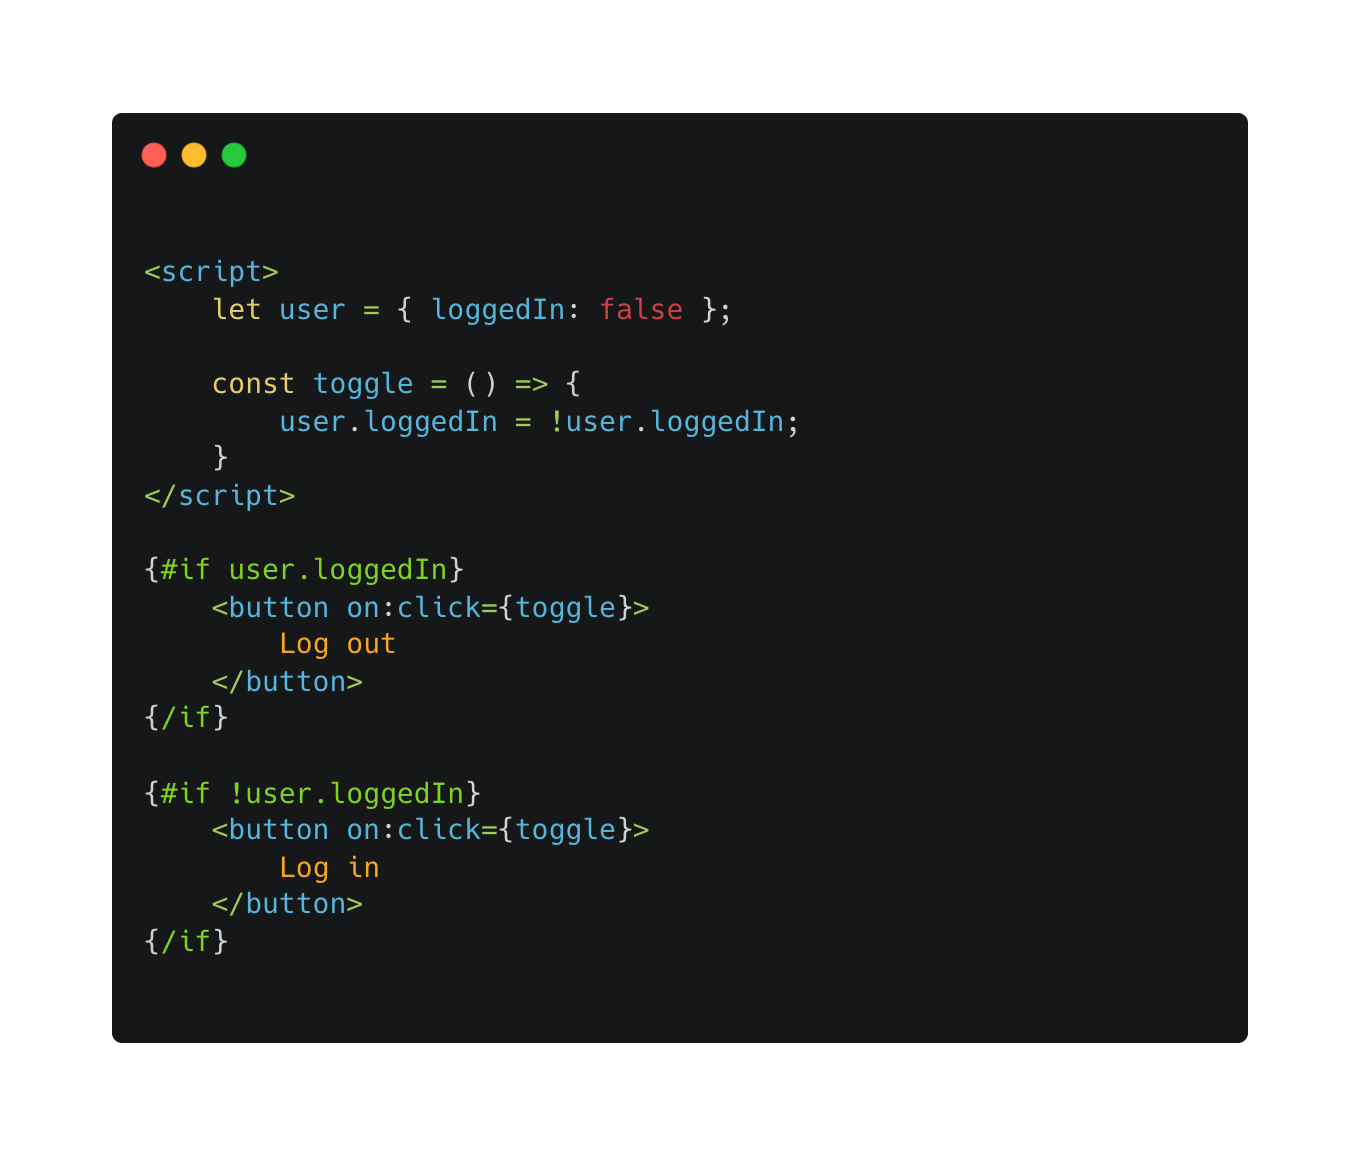 <script>
    let user = { loggedIn: false };

    const toggle = () => {
        user.loggedIn = !user.loggedIn;
    }
</script>

{#if user.loggedIn}
    <button on:click={toggle}>
        Log out
    </button>
{/if}

{#if !user.loggedIn}
    <button on:click={toggle}>
        Log in
    </button>
{/if}